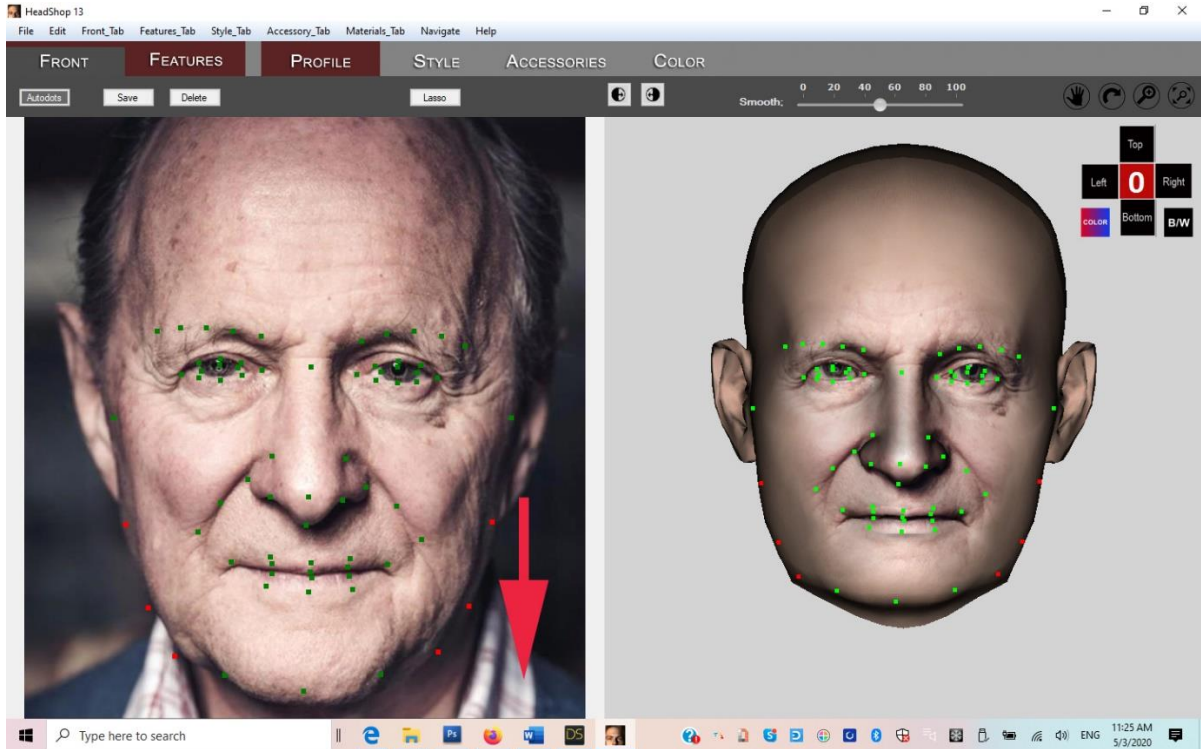 HeadShop 13
File Edit Front_Tab Features_Tab Style_Tab Accessory_Tab Materials_Tab Navigate Help
FRONT FEATURES PROFILE STYLE ACCESSORIES COLOR
Autodots Save Delete Lasso Smooth; 0 20 40 60 80 100
Top
Left 0 Right
COLOR Bottom B/W
Type here to search
Ps W DS
ENG
11:25 AM
5/3/2020